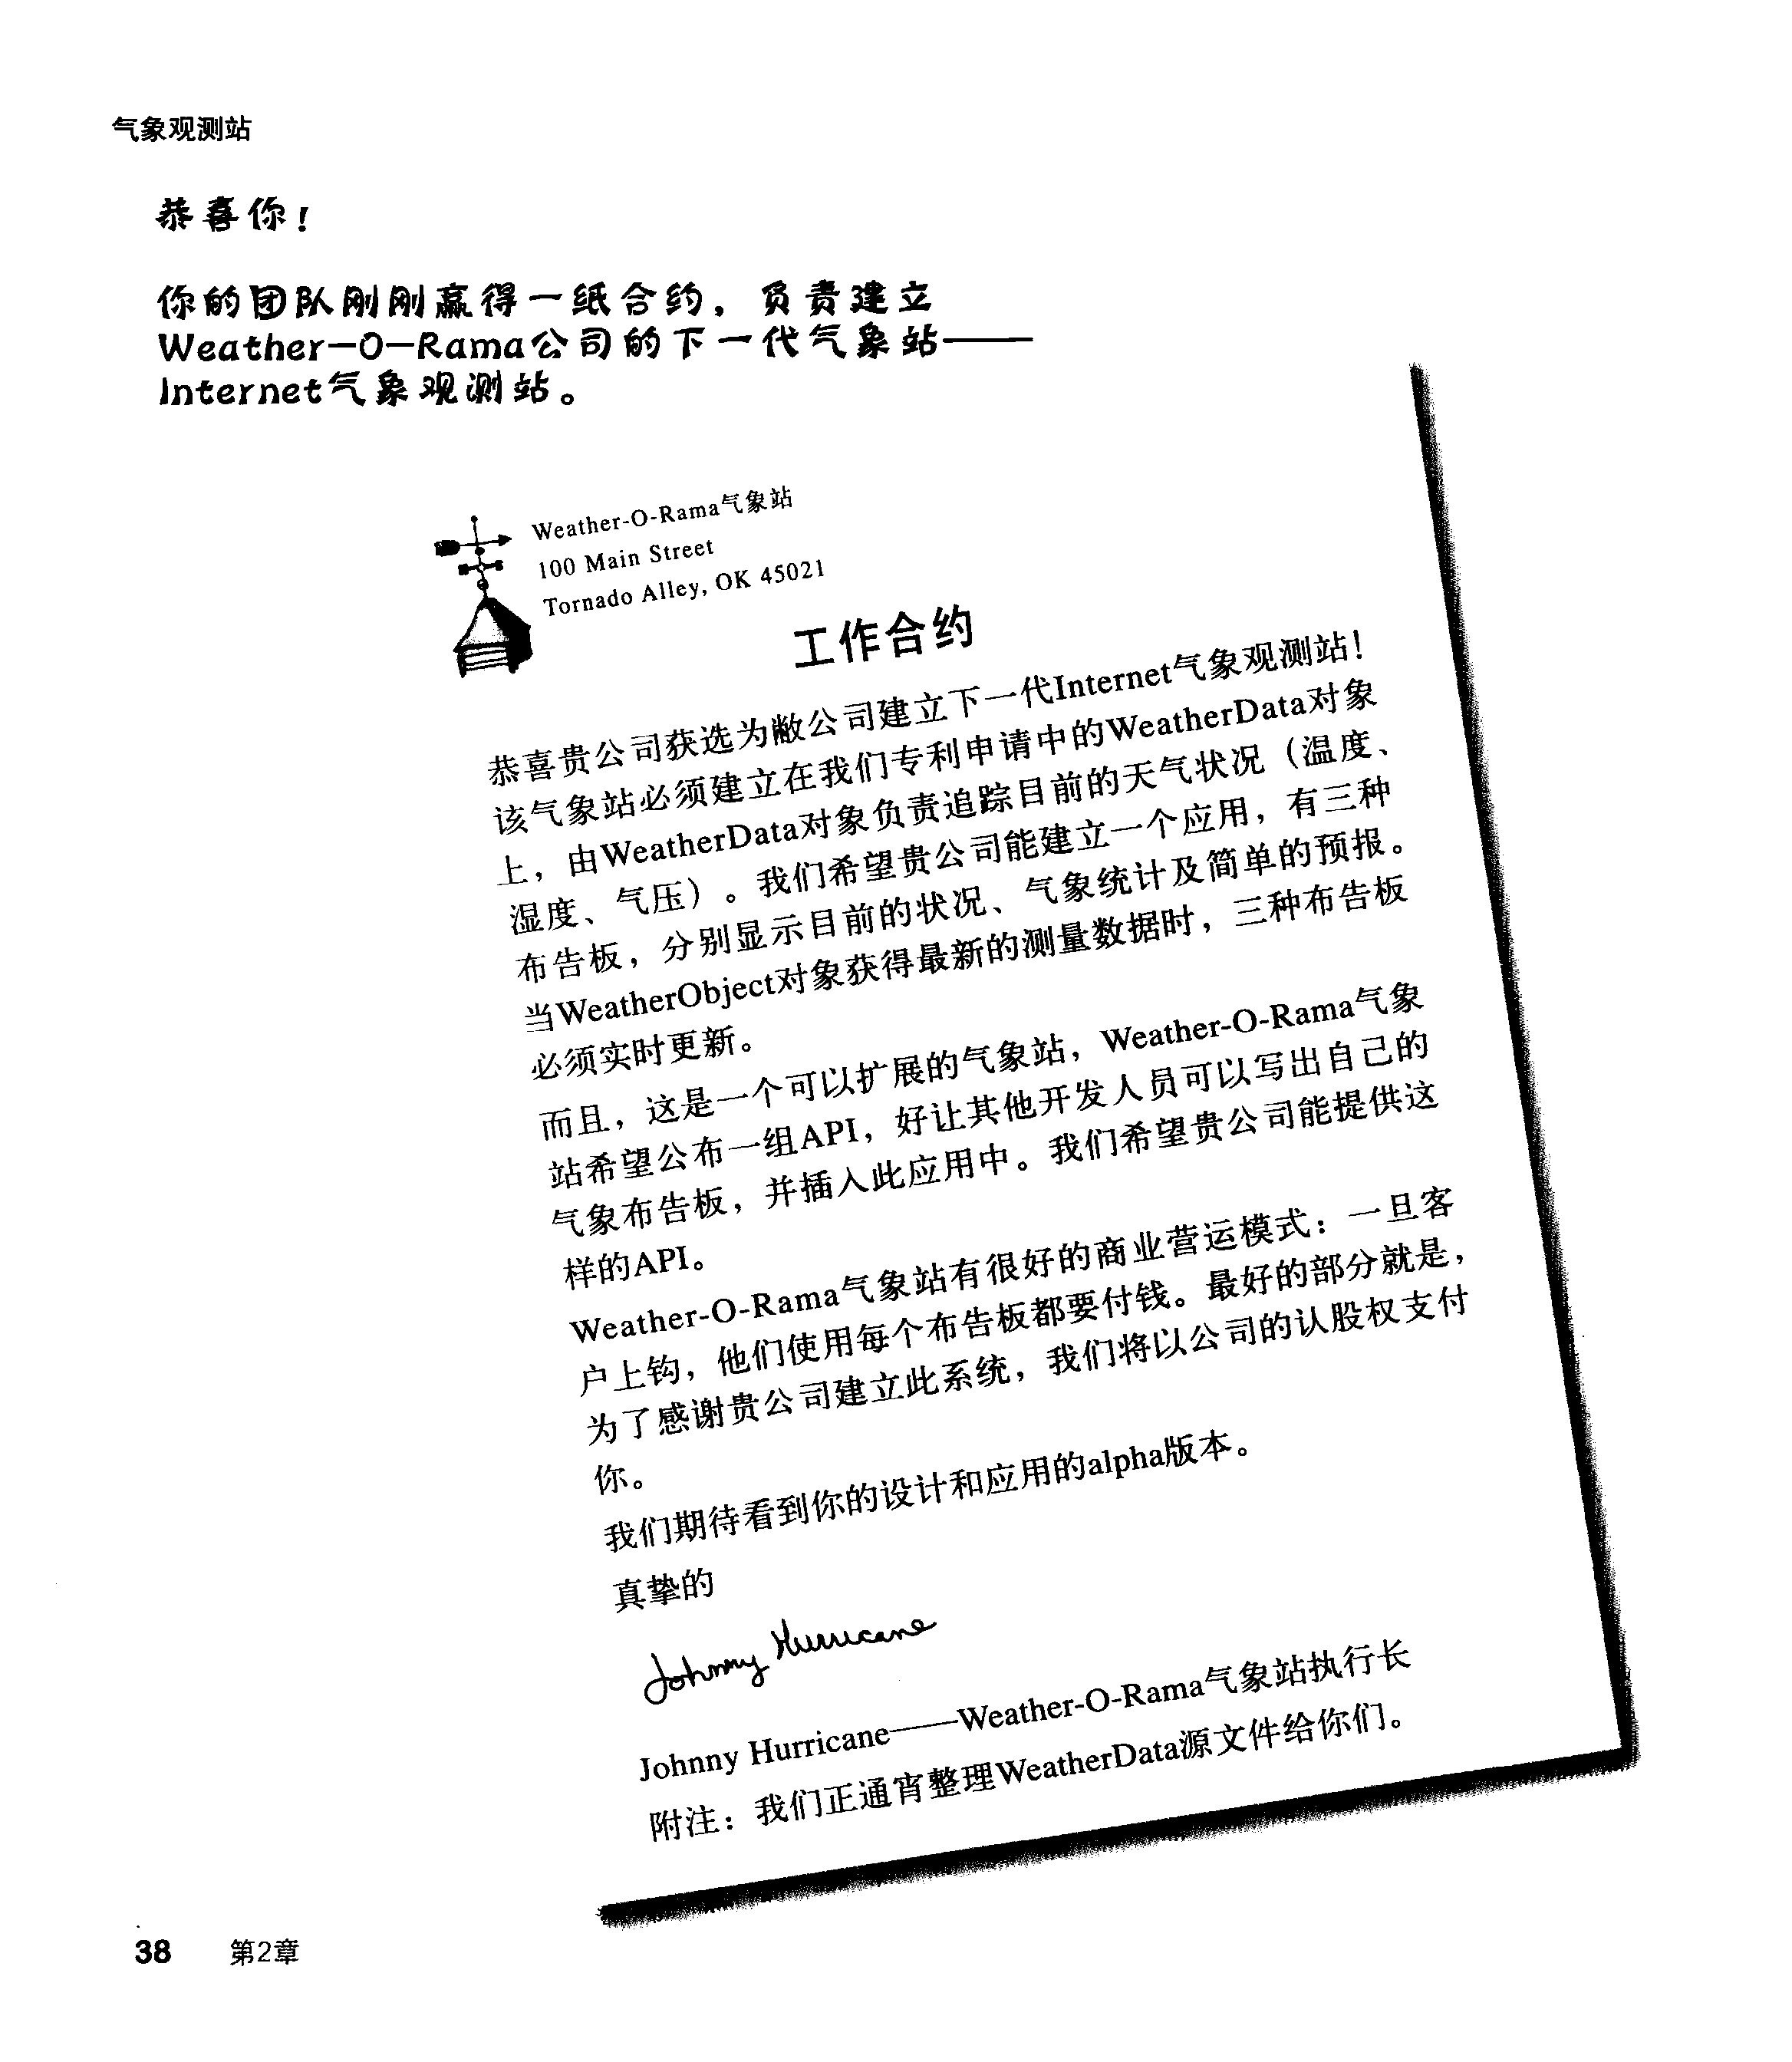 气象观测站
恭喜你！
你的团队刚刚赢得一纸合约，负责建立
Weather-O-Rama公司的下一代气象站——
Internet气象观测站。
Weather-O-Rama气象站
100 Main Street
Tornado Alley, OK 45021
工作合约
恭喜贵公司获选为敝公司建立下一代Internet气象观测站！
该气象站必须建立在我们专利申请中的WeatherData对象
上，由WeatherData对象负责追踪目前的天气状况（温度、
湿度、气压）。我们希望贵公司能建立一个应用，有三种
布告板，分别显示目前的状况、气象统计及简单的预报。
当WeatherObject对象获得最新的测量数据时，三种布告板
必须实时更新。
而且，这是一个可以扩展的气象站，Weather-O-Rama气象
站希望公布一组API，好让其他开发人员可以写出自己的
气象布告板，并插入此应用中。我们希望贵公司能提供这
样的API。
Weather-O-Rama气象站有很好的商业营运模式：一旦客
户上钩，他们使用每个布告板都要付钱。最好的部分就是，
为了感谢贵公司建立此系统，我们将以公司的认股权支付
你。
我们期待看到你的设计和应用的alpha版本。
真挚的
Johnny Hurricane
Johnny Hurricane——Weather-O-Rama气象站执行长
附注：我们正通宵整理WeatherData源文件给你们。
38 第2章